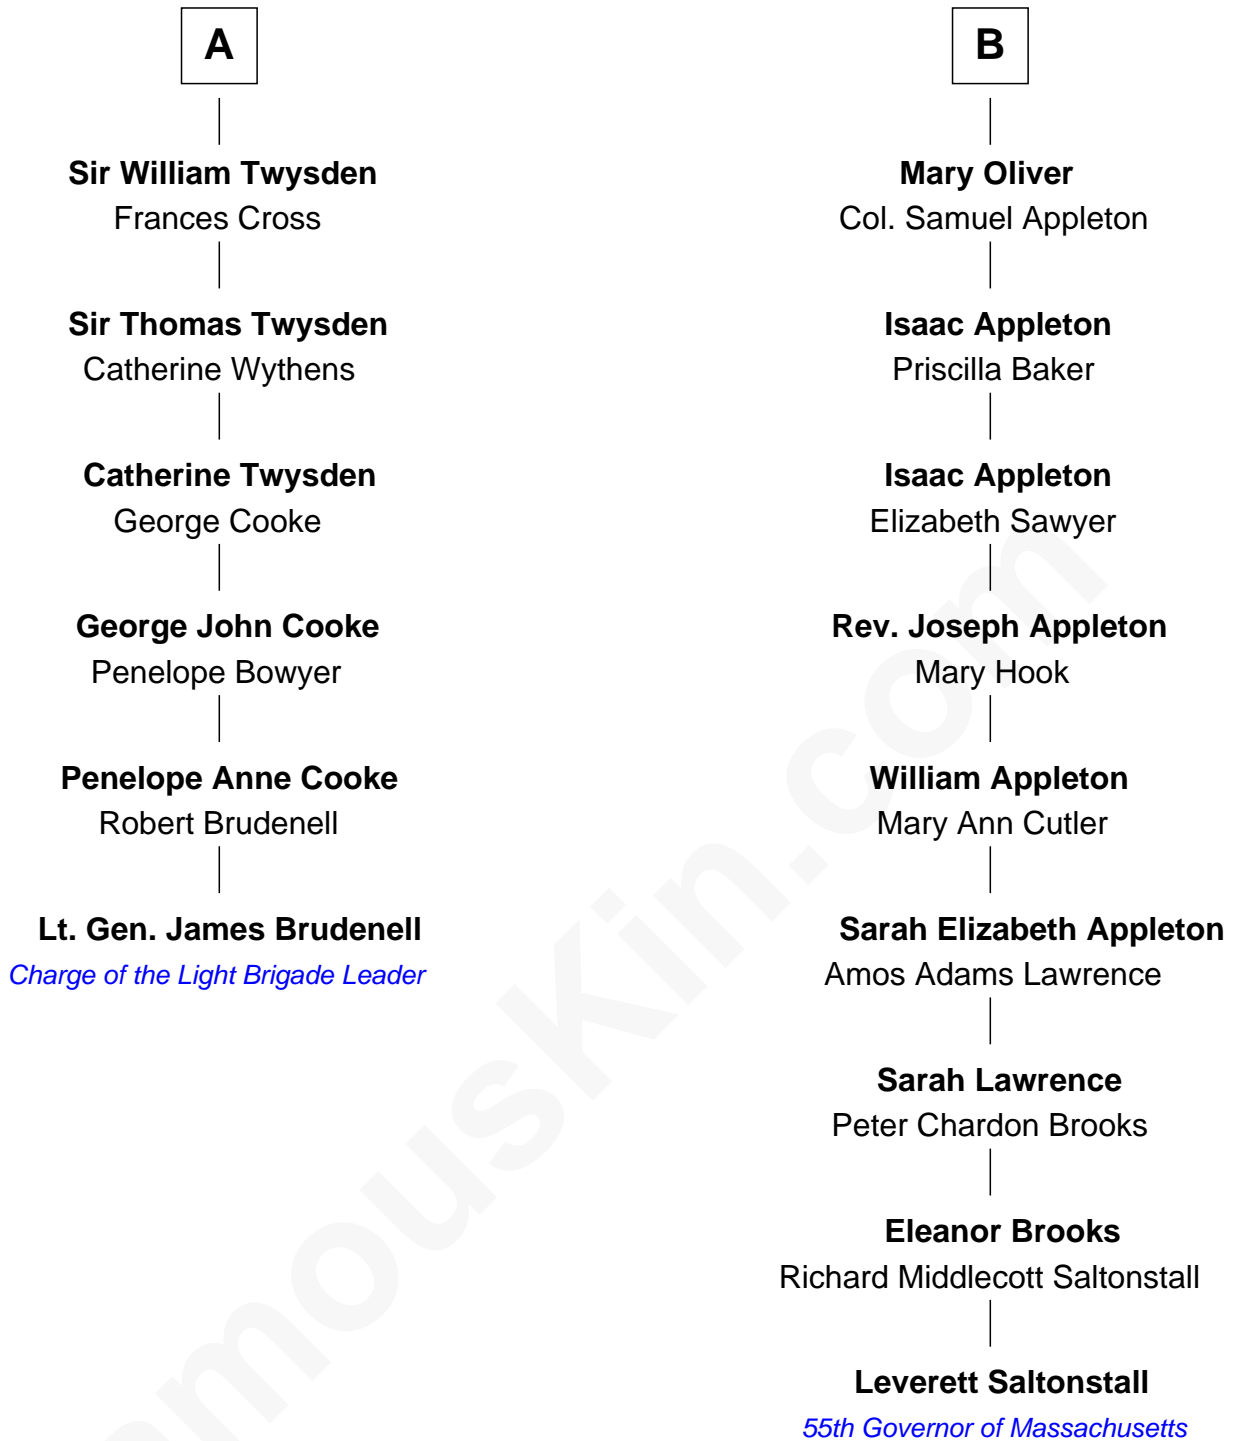 A
Sir William Twysden
Frances Cross
Sir Thomas Twysden
Catherine Wythens
Catherine Twysden
George Cooke
George John Cooke
Penelope Bowyer
Penelope Anne Cooke
Robert Brudenell
Lt. Gen. James Brudenell
Charge of the Light Brigade Leader
B
Mary Oliver
Col. Samuel Appleton
Isaac Appleton
Priscilla Baker
Isaac Appleton
Elizabeth Sawyer
Rev. Joseph Appleton
Mary Hook
William Appleton
Mary Ann Cutler
Sarah Elizabeth Appleton
Amos Adams Lawrence
Sarah Lawrence
Peter Chardon Brooks
Eleanor Brooks
Richard Middlecott Saltonstall
Leverett Saltonstall
55th Governor of Massachusetts
amousKin.com